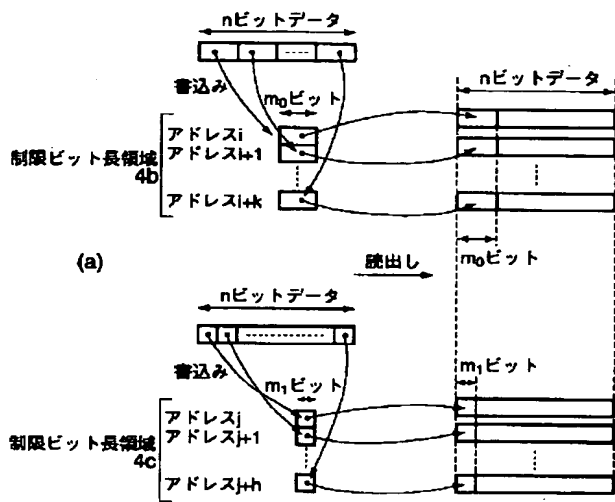 nビットデータ
書込み
m₀ビット
nビットデータ
制限ビット長領域
4b
アドレスi
アドレスi+1
アドレスi+k
m₀ビット
(a)
読出し
nビットデータ
書込み
m₁ビット
m₁ビット
制限ビット長領域
4c
アドレスj
アドレスj+1
アドレスj+h